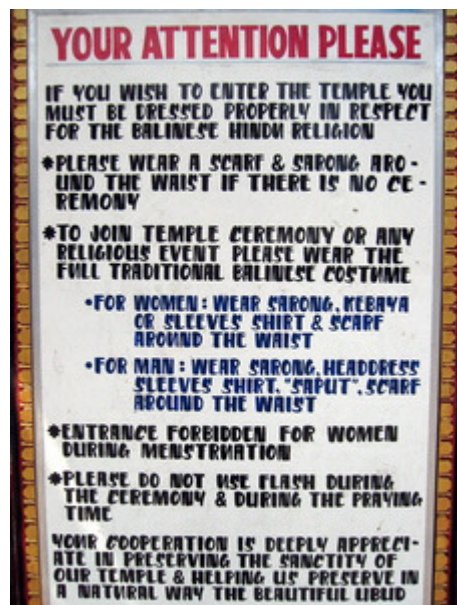 YOUR ATTENTION PLEASE
IF YOU WISH TO ENTER THE TEMPLE YOU
MUST BE DRESSED PROPERLY IN RESPECT
FOR THE BALINESE HINDU RELIGION
*PLEASE WEAR A SCARF & SARONG ARO-
UND THE WAIST IF THERE IS NO CE-
REMONY
*TO JOIN TEMPLE CEREMONY OR ANY
RELIGIOUS EVENT PLEASE WEAR THE
FULL TRADITIONAL BALINESE COSTUME
•FOR WOMEN: WEAR SARONG, KEBAYA
OR SLEEVES SHIRT & SCARF
AROUND THE WAIST
•FOR MAN: WEAR SARONG, HEADDRESS
SLEEVES SHIRT, "SAPUT", SCARF
AROUND THE WAIST
*ENTRANCE FORBIDDEN FOR WOMEN
DURING MENSTRUATION
*PLEASE DO NOT USE FLASH DURING
THE CEREMONY & DURING THE PRAYING
TIME
YOUR COOPERATION IS DEEPLY APPRECI-
ATE IN PRESERVING THE SANCTITY OF
OUR TEMPLE & HELPING US PRESERVE IN
A NATURAL WAY THE BEAUTIFUL UBUD